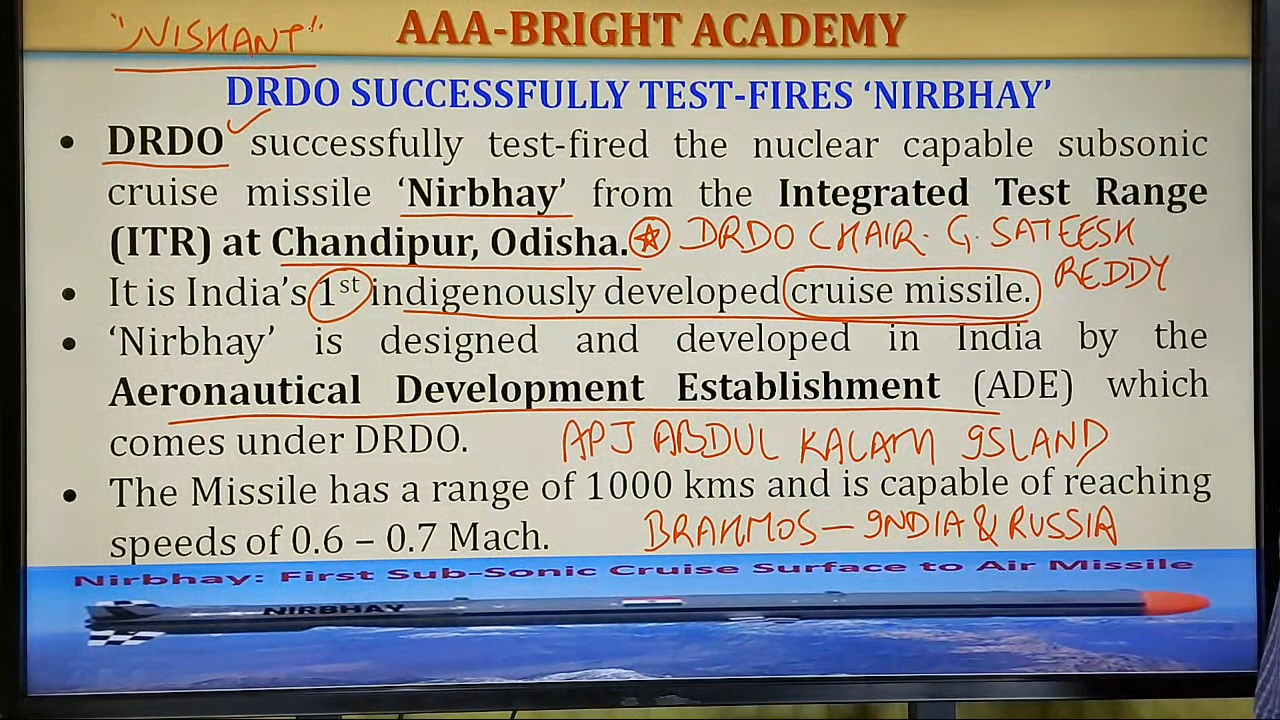 "NISHANT"
AAA-BRIGHT ACADEMY
DRDO SUCCESSFULLY TEST-FIRES ‘NIRBHAY’
• DRDO successfully test-fired the nuclear capable subsonic
cruise missile ‘Nirbhay’ from the Integrated Test Range
(ITR) at Chandipur, Odisha. DRDO CHAIR. G. SATEESH
REDDY
• It is India’s 1st indigenously developed cruise missile.
• ‘Nirbhay’ is designed and developed in India by the
Aeronautical Development Establishment (ADE) which
comes under DRDO. APJ ABDUL KALAM ISLAND
• The Missile has a range of 1000 kms and is capable of reaching
speeds of 0.6 – 0.7 Mach. BRAHMOS – INDIA & RUSSIA
Nirbhay: First Sub-Sonic Cruise Surface to Air Missile
NIRBHAY